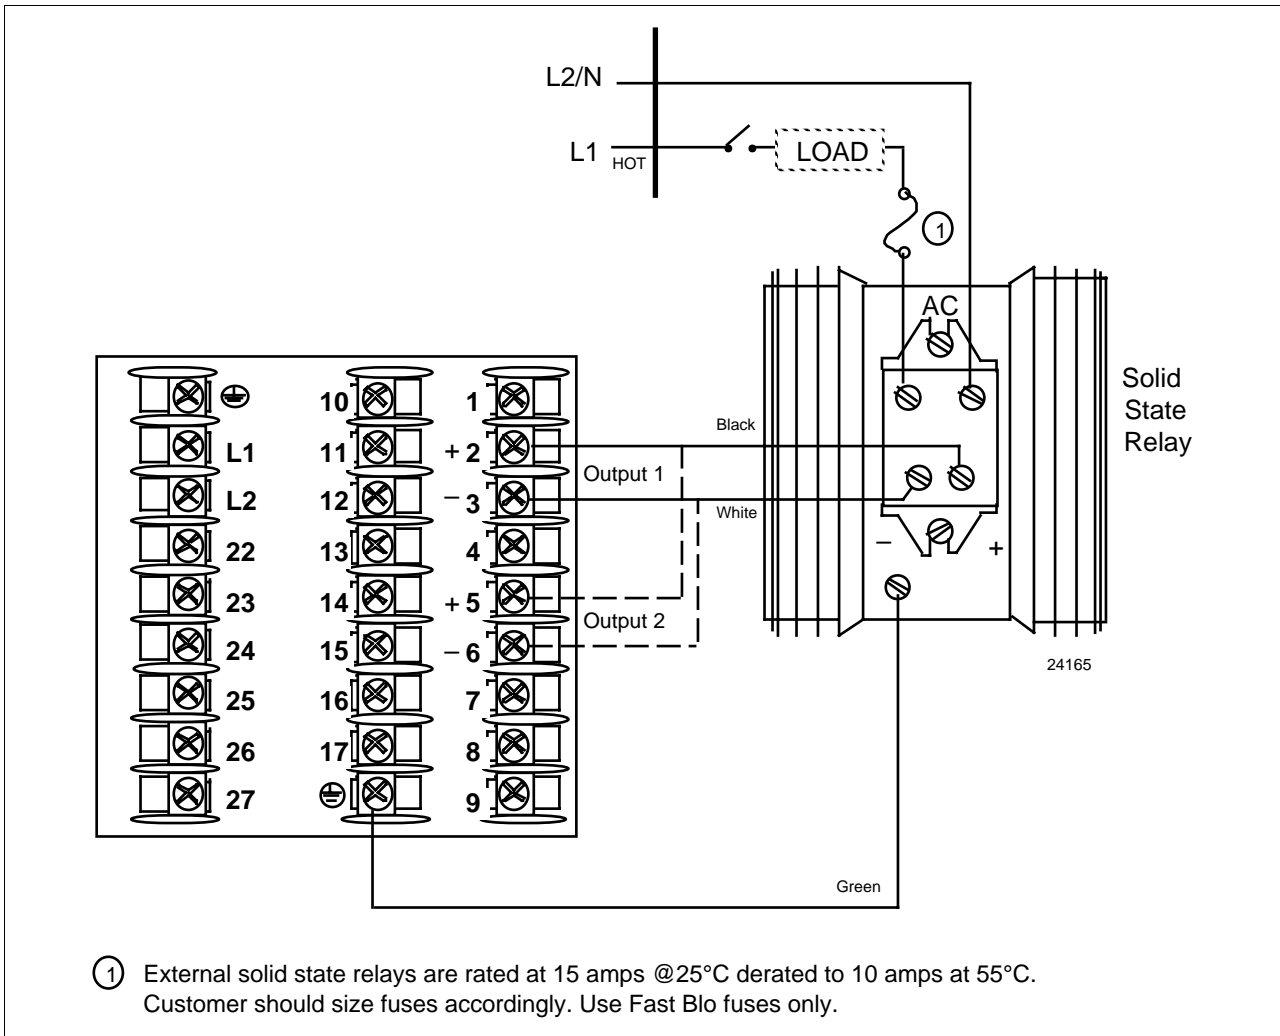 L2/N
L1 HOT
LOAD
1
AC
Solid
State
Relay
24165
L1
L2
22
23
24
25
26
27
10
11
12
13
14
15
16
17
1
+ 2
– 3
4
+ 5
– 6
7
8
9
Black
Output 1
White
Output 2
– +
Green
1 External solid state relays are rated at 15 amps @25°C derated to 10 amps at 55°C.
Customer should size fuses accordingly. Use Fast Blo fuses only.